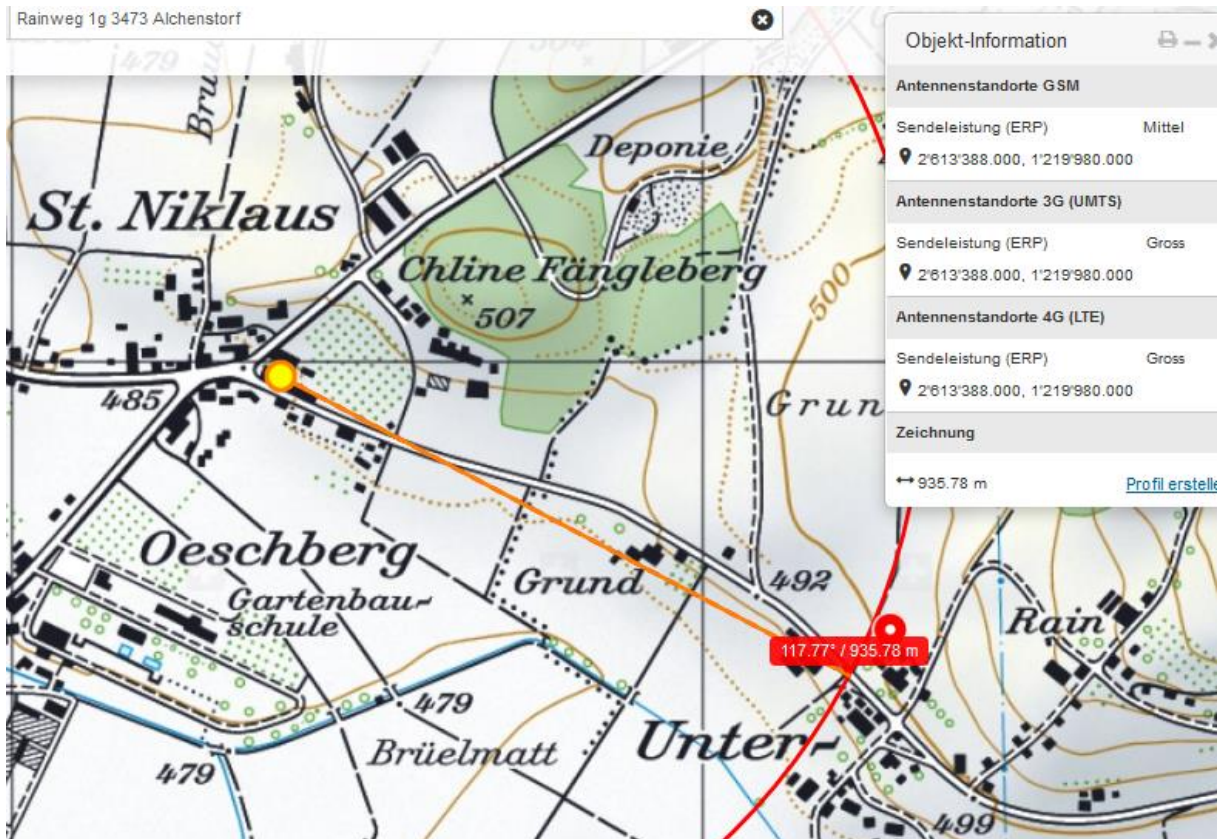 Rainweg 1g 3473 Alchenstorf
Objekt-Information
Antennenstandorte GSM
Sendeleistung (ERP) Mittel
2'613'388.000, 1'219'980.000
Antennenstandorte 3G (UMTS)
Sendeleistung (ERP) Gross
2'613'388.000, 1'219'980.000
Antennenstandorte 4G (LTE)
Sendeleistung (ERP) Gross
2'613'388.000, 1'219'980.000
Zeichnung
935.78 m Profil erstelle
504
479
Deponie
St. Niklaus
Chline Fängleberg
507
500
485
Grun
Oeschberg
Gartenbau-
schule
Grund
492
Rain
117.77° / 935.78 m
479
Brüelmatt
Unter-
479
499